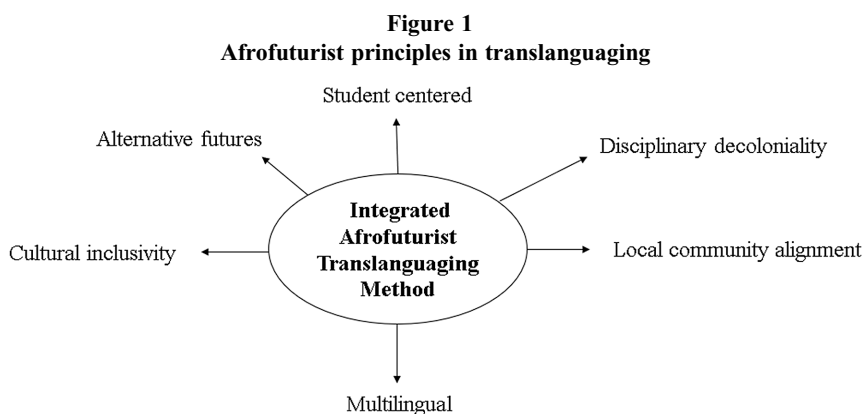 Figure 1
Afrofuturist principles in translanguaging
Student centered
Alternative futures
Disciplinary decoloniality
Integrated
Afrofuturist
Translanguaging
Method
Cultural inclusivity
Local community alignment
Multilingual